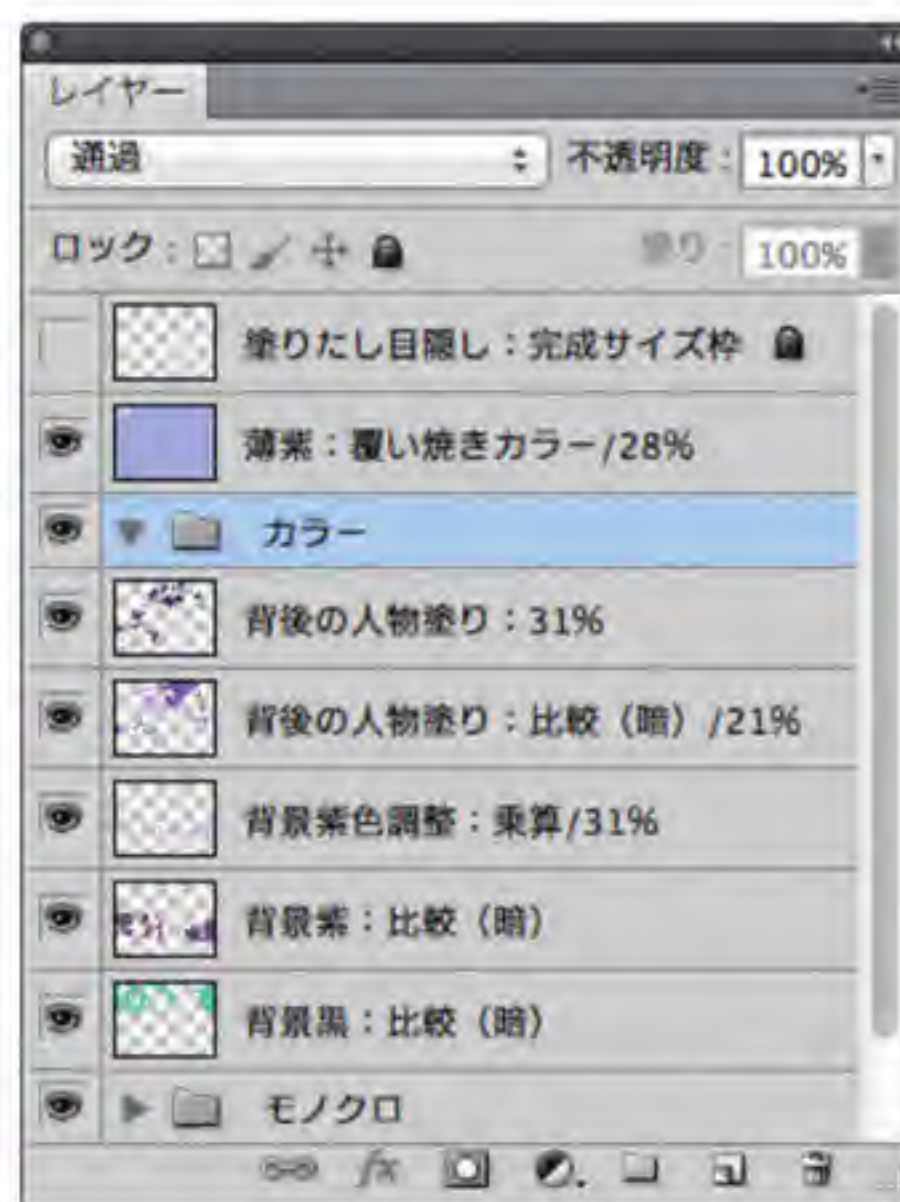 レイヤー
通過 不透明度： 100%
ロック： 塗り： 100%
塗りたし目隠し：完成サイズ枠
薄紫：覆い焼きカラー/28%
カラー
背後の人物塗り：31%
背後の人物塗り：比較（暗）/21%
背景紫色調整：乗算/31%
背景紫：比較（暗）
背景黒：比較（暗）
モノクロ
fx